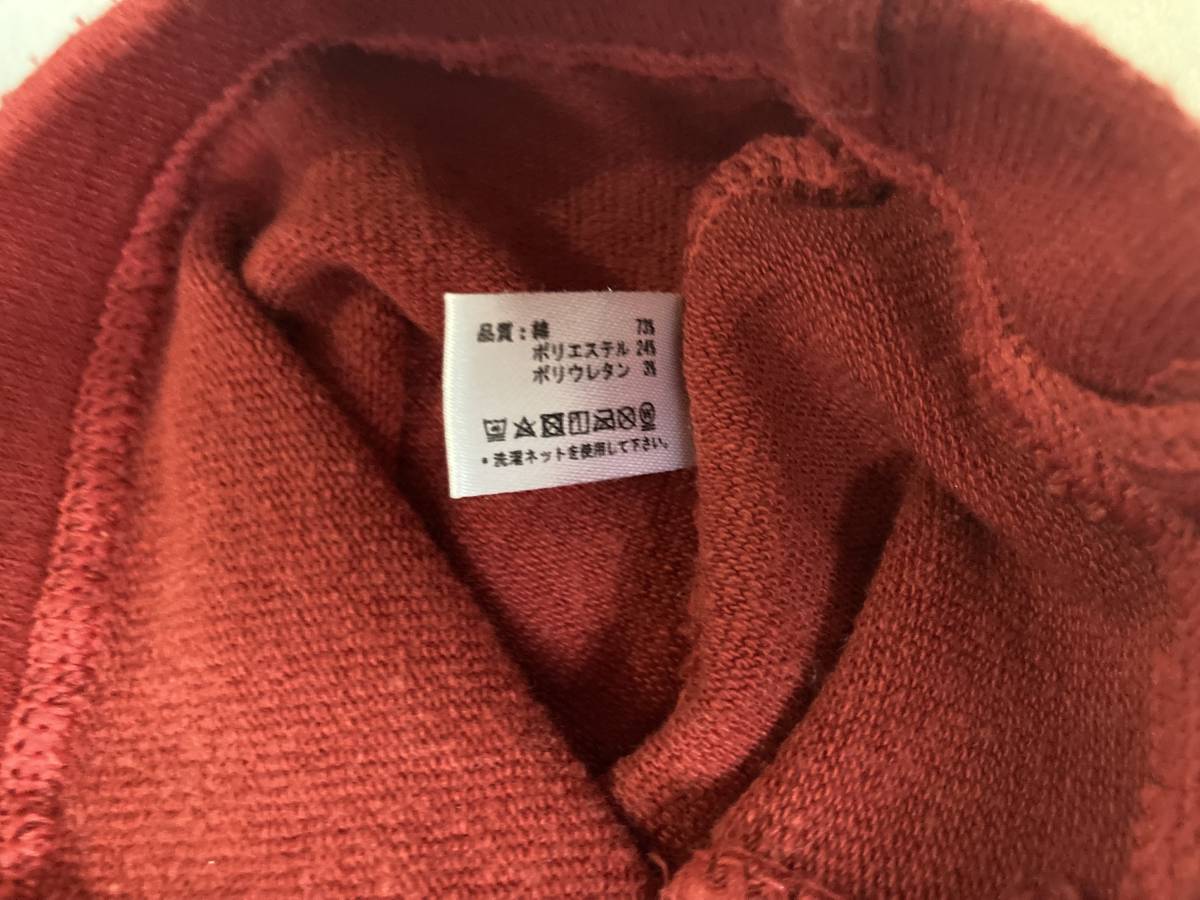 品質：綿 73%
ポリエステル 24%
ポリウレタン 3%
・洗濯ネットを使用して下さい。